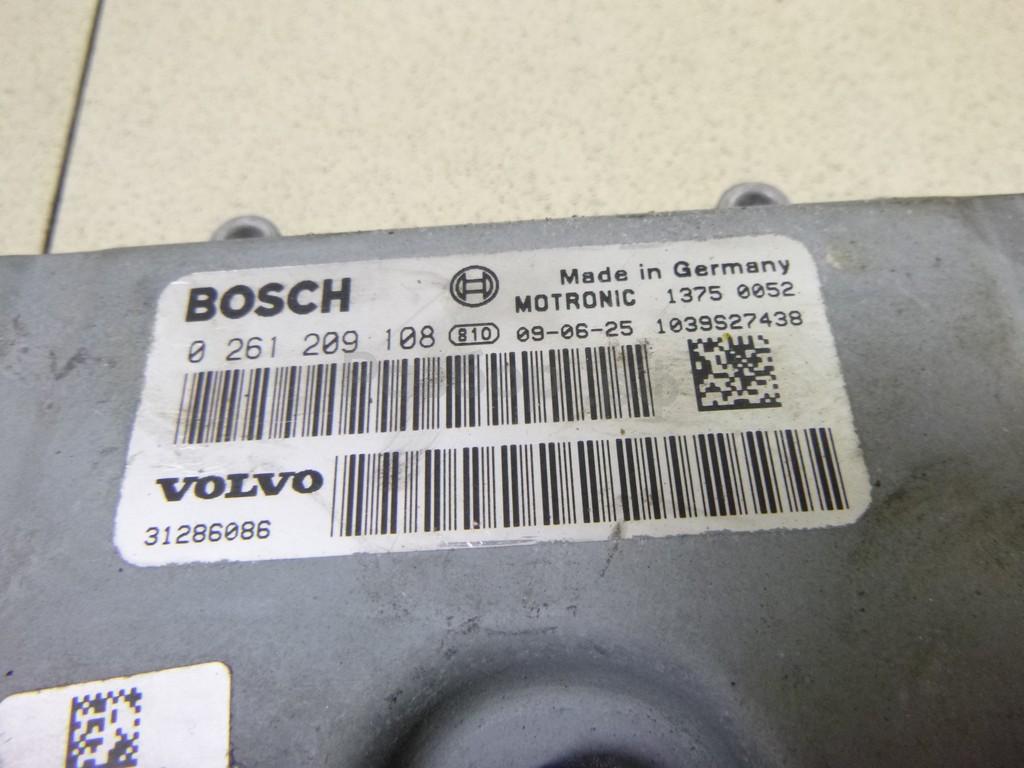 BOSCH Made in Germany
MOTRONIC 1375 0052
0 261 209 108 810 09-06-25 1039S27438
VOLVO
31286086